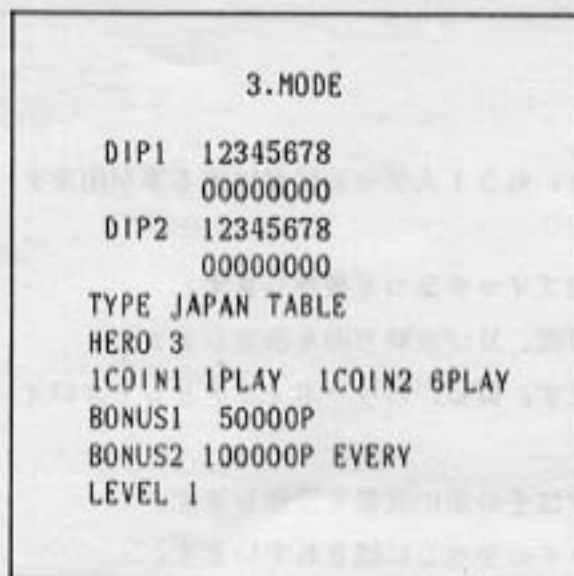 3.MODE
DIP1 12345678
00000000
DIP2 12345678
00000000
TYPE JAPAN TABLE
HERO 3
1COIN1 1PLAY 1COIN2 6PLAY
BONUS1 50000P
BONUS2 100000P EVERY
LEVEL 1